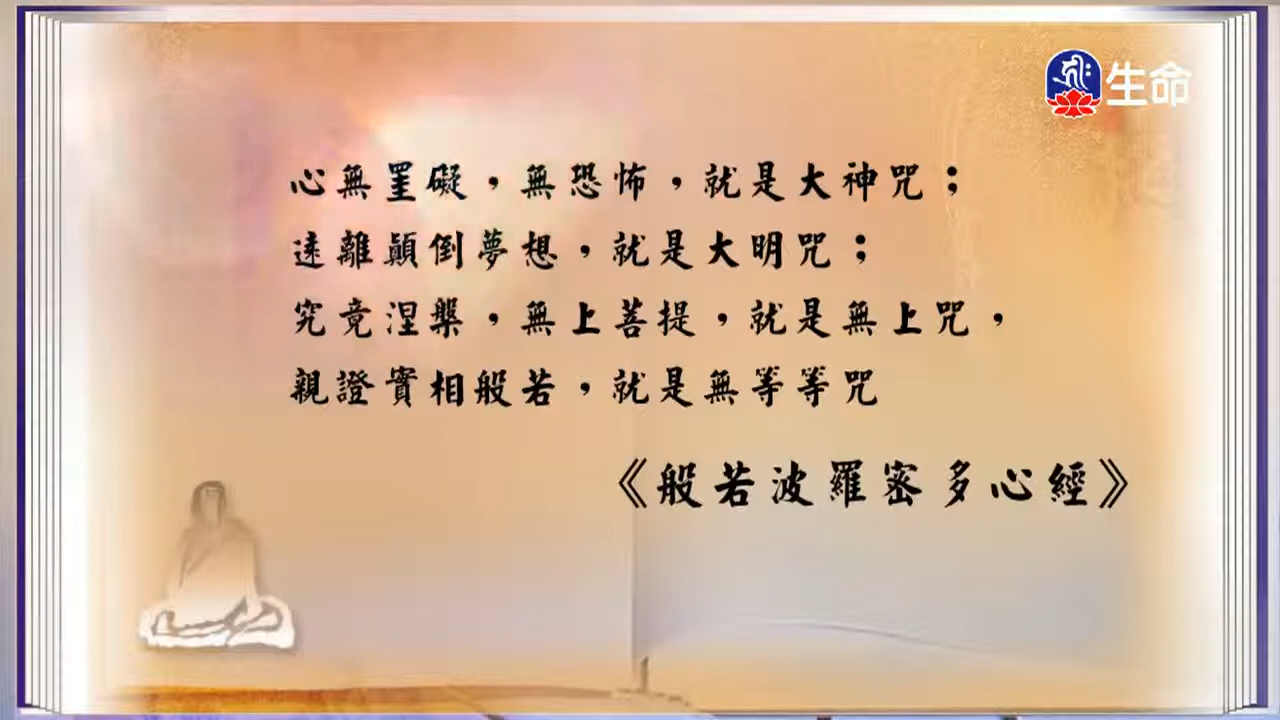 生命
心無罣礙，無恐怖，就是大神咒；
遠離顛倒夢想，就是大明咒；
究竟涅槃，無上菩提，就是無上咒，
親證實相般若，就是無等等咒
《般若波羅密多心經》